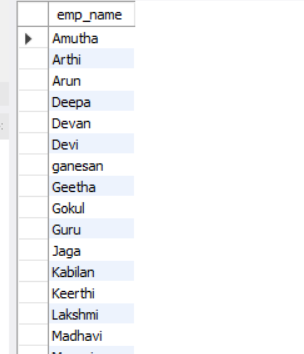 emp_name
Amutha
Arthi
Arun
Deepa
Devan
Devi
ganesan
Geetha
Gokul
Guru
Jaga
Kabilan
Keerthi
Lakshmi
Madhavi